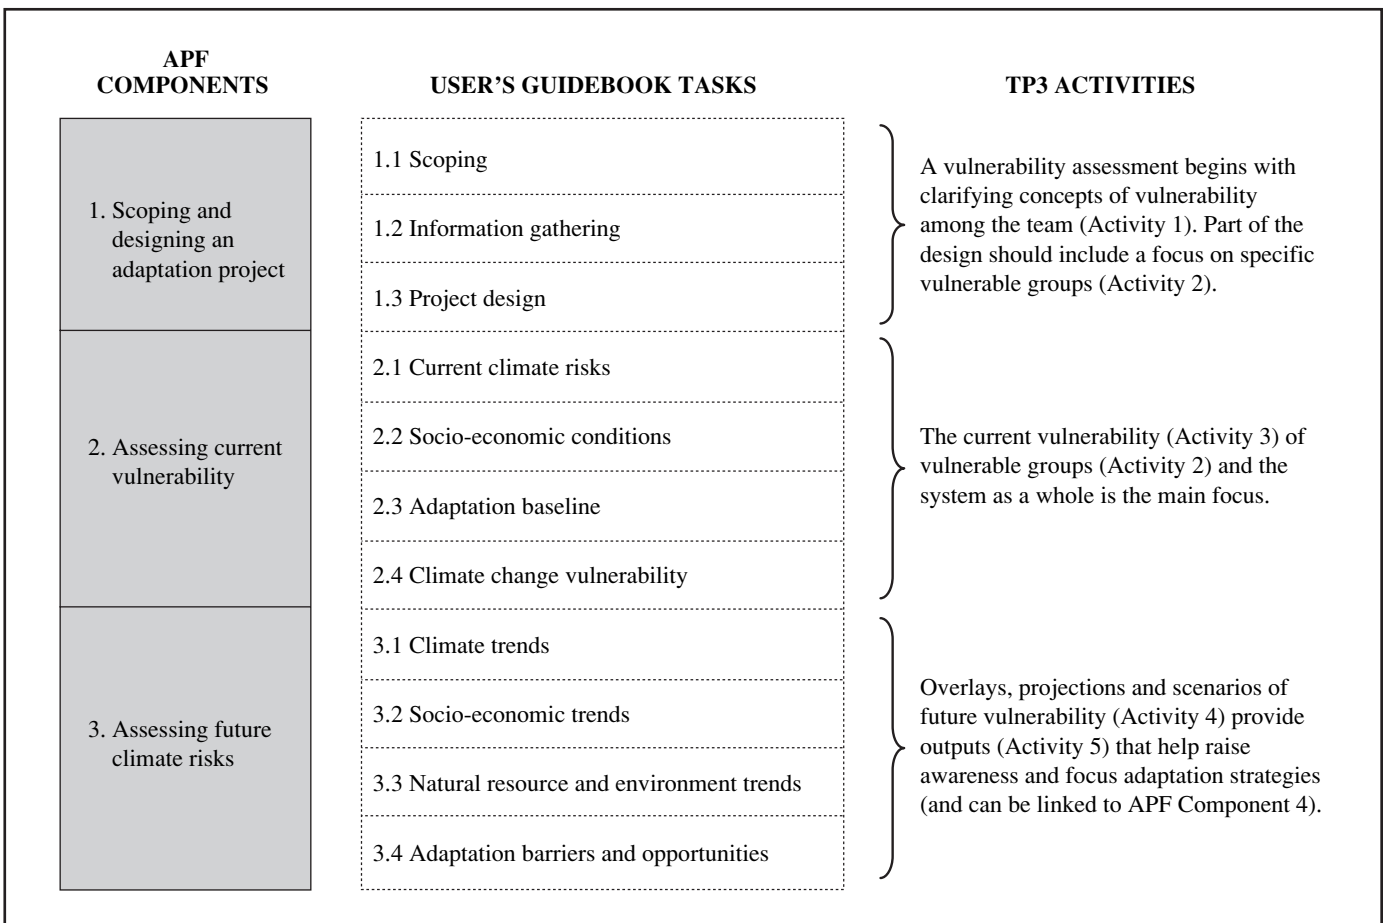 APF
COMPONENTS
USER'S GUIDEBOOK TASKS
TP3 ACTIVITIES
1. Scoping and
designing an
adaptation project
1.1 Scoping
1.2 Information gathering
1.3 Project design
A vulnerability assessment begins with
clarifying concepts of vulnerability
among the team (Activity 1). Part of the
design should include a focus on specific
vulnerable groups (Activity 2).
2. Assessing current
vulnerability
2.1 Current climate risks
2.2 Socio-economic conditions
2.3 Adaptation baseline
2.4 Climate change vulnerability
The current vulnerability (Activity 3) of
vulnerable groups (Activity 2) and the
system as a whole is the main focus.
3. Assessing future
climate risks
3.1 Climate trends
3.2 Socio-economic trends
3.3 Natural resource and environment trends
3.4 Adaptation barriers and opportunities
Overlays, projections and scenarios of
future vulnerability (Activity 4) provide
outputs (Activity 5) that help raise
awareness and focus adaptation strategies
(and can be linked to APF Component 4).